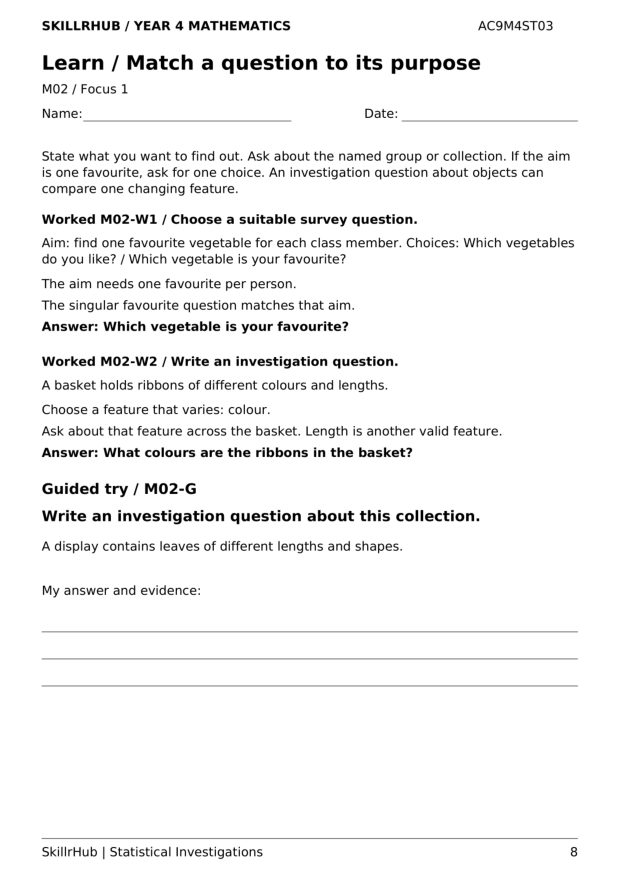 SKILLRHUB / YEAR 4 MATHEMATICS AC9M4ST03
Learn / Match a question to its purpose
M02 / Focus 1
Name: Date:
State what you want to find out. Ask about the named group or collection. If the aim
is one favourite, ask for one choice. An investigation question about objects can
compare one changing feature.
Worked M02-W1 / Choose a suitable survey question.
Aim: find one favourite vegetable for each class member. Choices: Which vegetables
do you like? / Which vegetable is your favourite?
The aim needs one favourite per person.
The singular favourite question matches that aim.
Answer: Which vegetable is your favourite?
Worked M02-W2 / Write an investigation question.
A basket holds ribbons of different colours and lengths.
Choose a feature that varies: colour.
Ask about that feature across the basket. Length is another valid feature.
Answer: What colours are the ribbons in the basket?
Guided try / M02-G
Write an investigation question about this collection.
A display contains leaves of different lengths and shapes.
My answer and evidence:
SkillrHub | Statistical Investigations 8